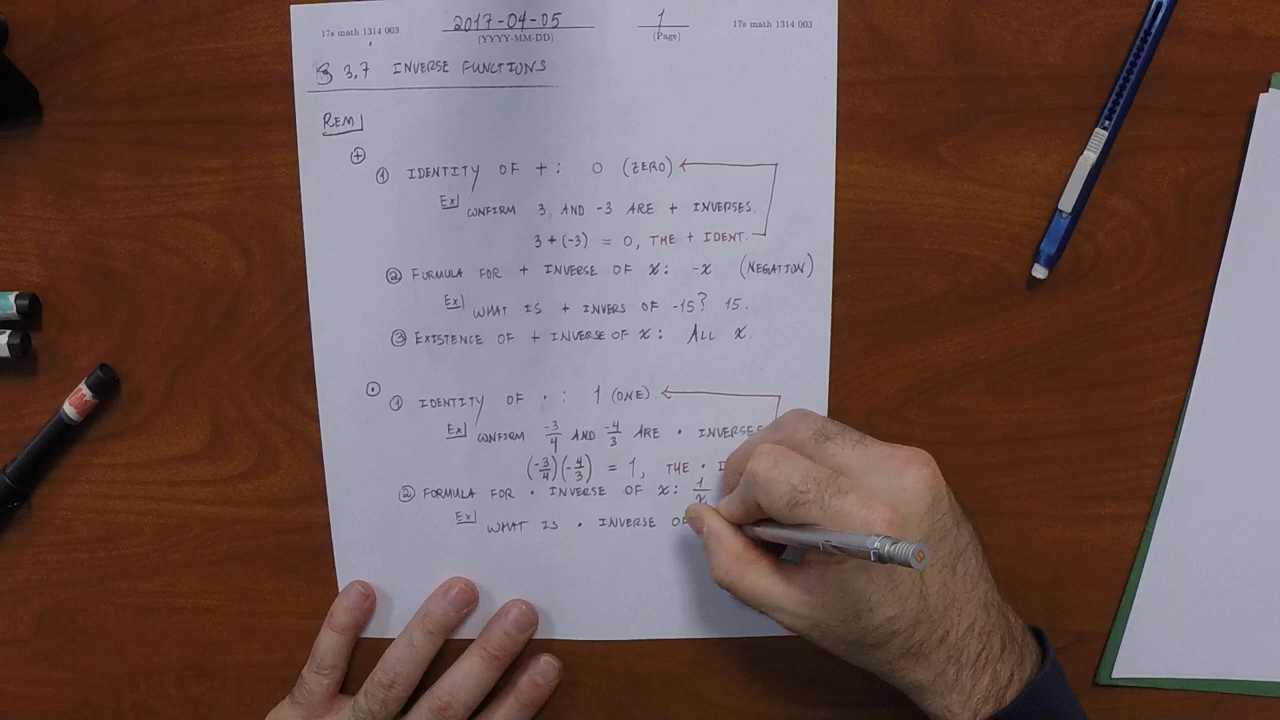 17s math 1314 003 2017-04-05 1 17s math 1314 003
(YYYY-MM-DD) (Page)
§ 3.7 INVERSE FUNCTIONS
REM
+
① IDENTITY OF + : 0 (ZERO)
EX CONFIRM 3 AND -3 ARE + INVERSES.
3 + (-3) = 0, THE + IDENT.
② FORMULA FOR + INVERSE OF x: -x (NEGATION)
EX WHAT IS + INVERS OF -15? 15.
③ EXISTENCE OF + INVERSE OF x: ALL x.
·
① IDENTITY OF · : 1 (ONE).
EX CONFIRM -3/4 AND -4/3 ARE · INVERSES
(-3/4)(-4/3) = 1, THE ·
② FORMULA FOR · INVERSE OF x: 1/x
EX WHAT IS · INVERSE OF